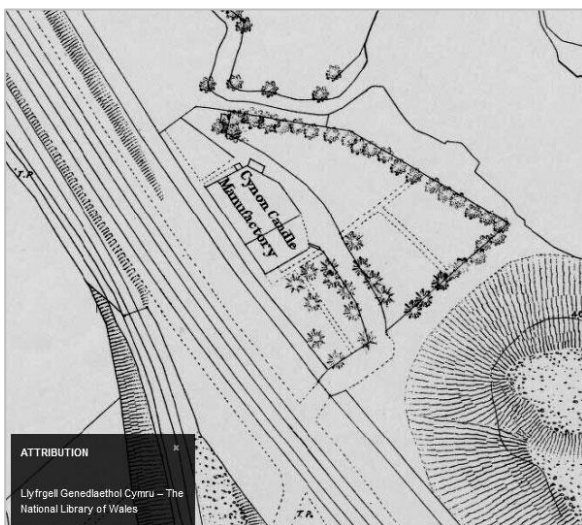 T.P.
Cynon Candle
Manufactory
T.P.
ATTRIBUTION
×
Llyfrgell Genedlaethol Cymru – The
National Library of Wales